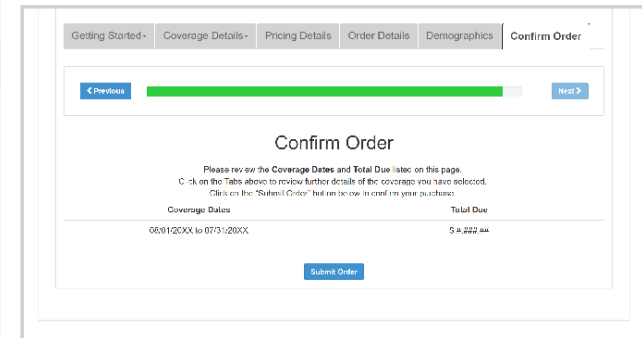 Getting Started Coverage Details Pricing Details Order Details Demographics Confirm Order
Previous Next
Confirm Order
Please review the Coverage Dates and Total Due listed on this page.
Click on the Tabs above to review further details of the coverage you have selected.
Click on the "Submit Order" button below to confirm your purchase.
Coverage Dates Total Due
08/01/20XX to 07/31/20XX $ #,###.##
Submit Order